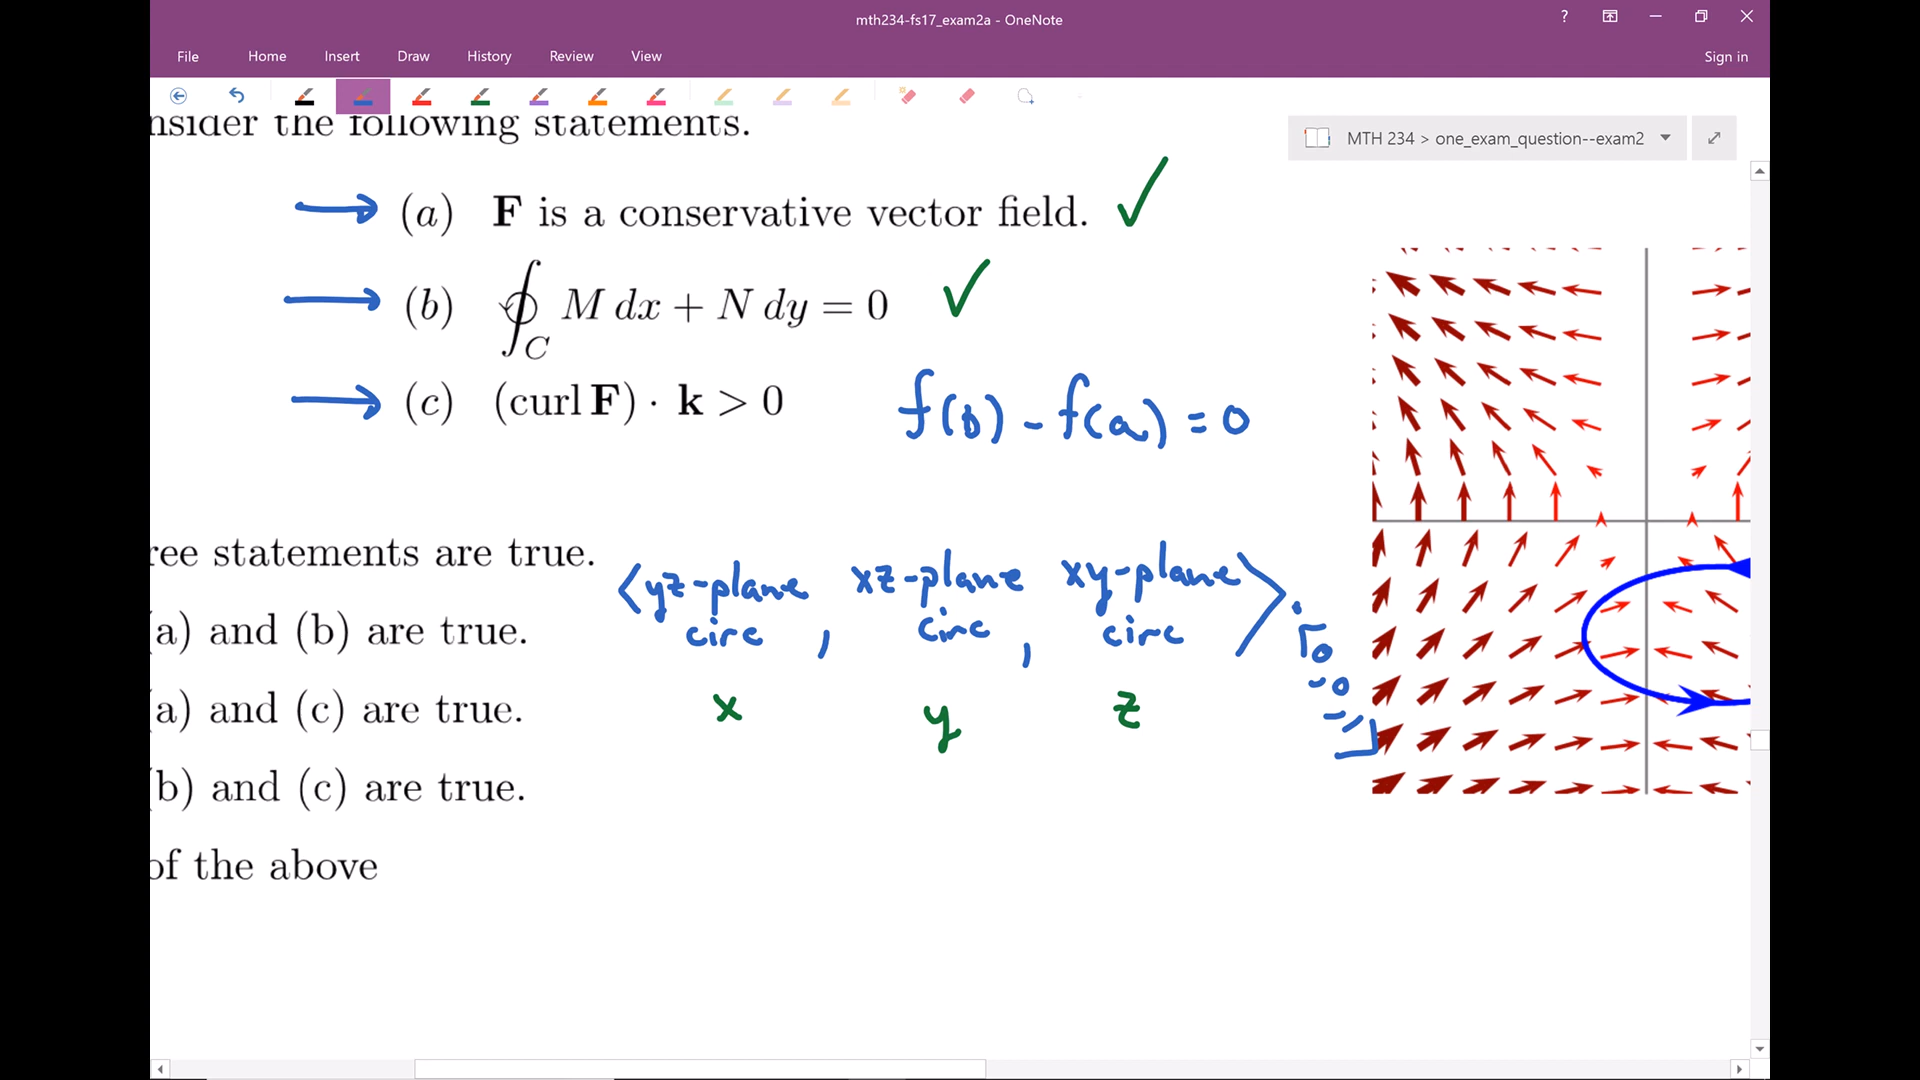 mth234-fs17_exam2a - OneNote
?
File Home Insert Draw History Review View Sign in
nsider the following statements.
MTH 234 > one_exam_question--exam2
(a) F is a conservative vector field. ✓
(b) ∮_C M dx + N dy = 0 ✓
(c) (curl F) · k > 0
f(b) - f(a) = 0
ree statements are true.
⟨yz-plane circ, xz-plane circ, xy-plane circ⟩ ·
x y z
a) and (b) are true.
a) and (c) are true.
b) and (c) are true.
of the above